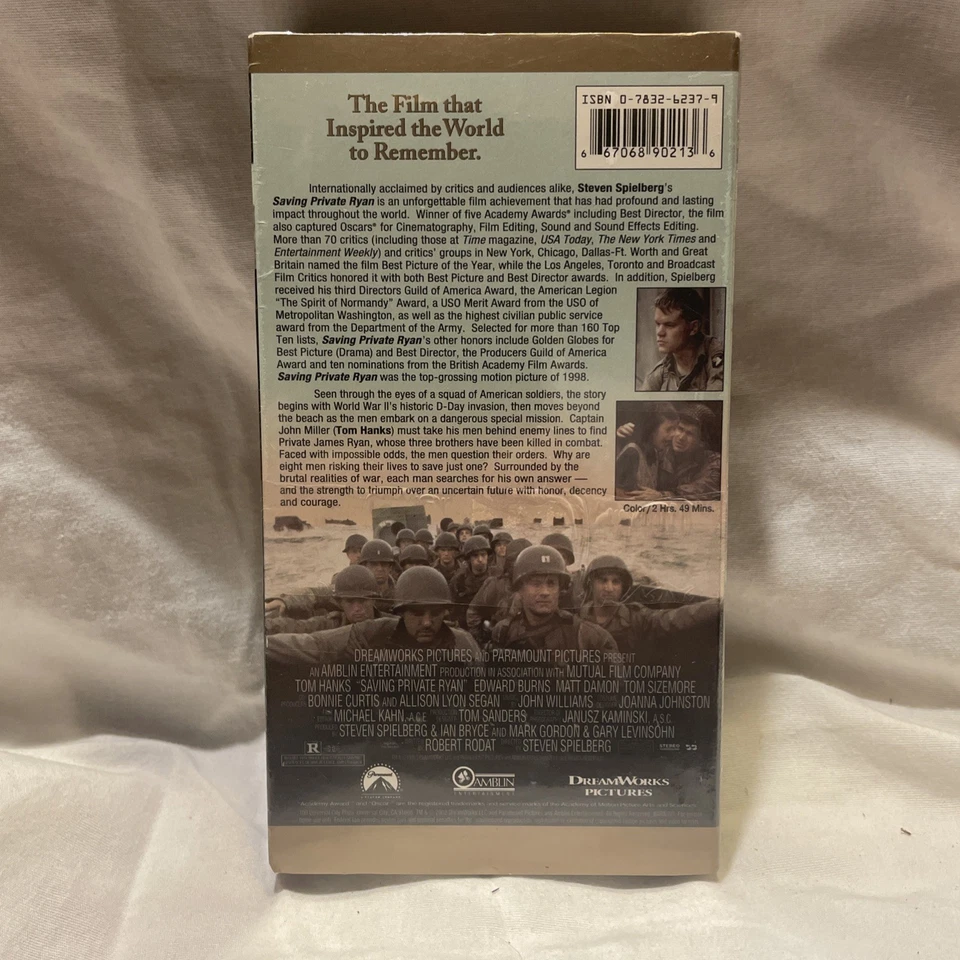 The Film that
Inspired the World
to Remember.
ISBN 0-7832-6237-9
6 67068 90213 6
Internationally acclaimed by critics and audiences alike, Steven Spielberg's
Saving Private Ryan is an unforgettable film achievement that has had profound and lasting
impact throughout the world. Winner of five Academy Awards® including Best Director, the film
also captured Oscars® for Cinematography, Film Editing, Sound and Sound Effects Editing.
More than 70 critics (including those at Time magazine, USA Today, The New York Times and
Entertainment Weekly) and critics' groups in New York, Chicago, Dallas-Ft. Worth and Great
Britain named the film Best Picture of the Year, while the Los Angeles, Toronto and Broadcast
Film Critics honored it with both Best Picture and Best Director awards. In addition, Spielberg
received his third Directors Guild of America Award, the American Legion
"The Spirit of Normandy" Award, a USO Merit Award from the USO of
Metropolitan Washington, as well as the highest civilian public service
award from the Department of the Army. Selected for more than 160 Top
Ten lists, Saving Private Ryan's other honors include Golden Globes for
Best Picture (Drama) and Best Director, the Producers Guild of America
Award and ten nominations from the British Academy Film Awards.
Saving Private Ryan was the top-grossing motion picture of 1998.
Seen through the eyes of a squad of American soldiers, the story
begins with World War II's historic D-Day invasion, then moves beyond
the beach as the men embark on a dangerous special mission. Captain
John Miller (Tom Hanks) must take his men behind enemy lines to find
Private James Ryan, whose three brothers have been killed in combat.
Faced with impossible odds, the men question their orders. Why are
eight men risking their lives to save just one? Surrounded by the
brutal realities of war, each man searches for his own answer —
and the strength to triumph over an uncertain future with honor, decency
and courage.
Color/2 Hrs. 49 Mins.
DREAMWORKS PICTURES AND PARAMOUNT PICTURES PRESENT
AN AMBLIN ENTERTAINMENT PRODUCTION IN ASSOCIATION WITH MUTUAL FILM COMPANY
TOM HANKS "SAVING PRIVATE RYAN" EDWARD BURNS MATT DAMON TOM SIZEMORE
BONNIE CURTIS AND ALLISON LYON SEGAN JOHN WILLIAMS JOANNA JOHNSTON
MICHAEL KAHN, A.C.E. TOM SANDERS JANUSZ KAMINSKI, A.S.C.
STEVEN SPIELBERG & IAN BRYCE AND MARK GORDON & GARY LEVINSOHN
ROBERT RODAT STEVEN SPIELBERG
R
STEREO
Paramount
AMBLIN
ENTERTAINMENT
DREAMWORKS
PICTURES